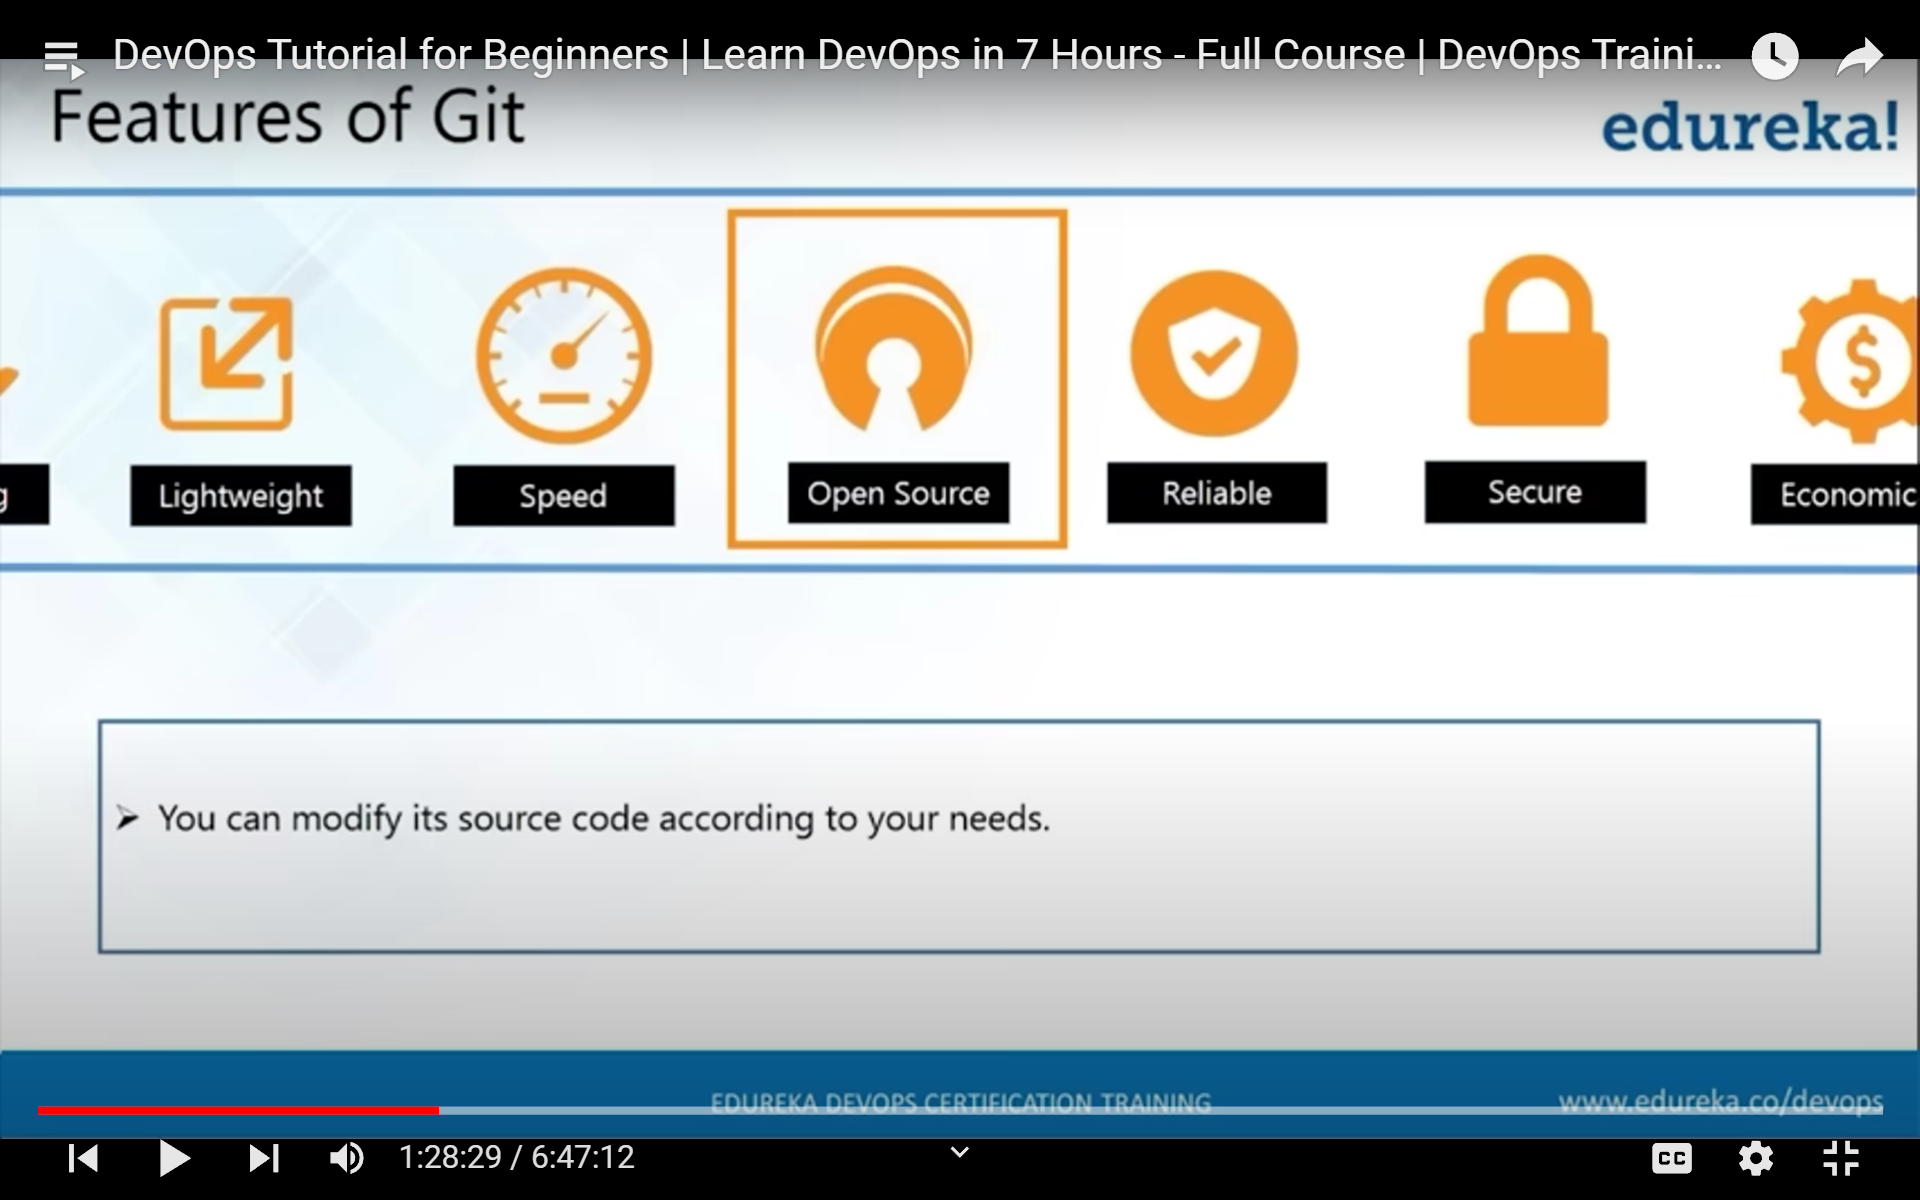 DevOps Tutorial for Beginners | Learn DevOps in 7 Hours - Full Course | DevOps Traini...
Features of Git
edureka!
g
Lightweight
Speed
Open Source
Reliable
Secure
Economic
➤ You can modify its source code according to your needs.
EDUREKA DEVOPS CERTIFICATION TRAINING
www.edureka.co/devops
1:28:29 / 6:47:12
CC